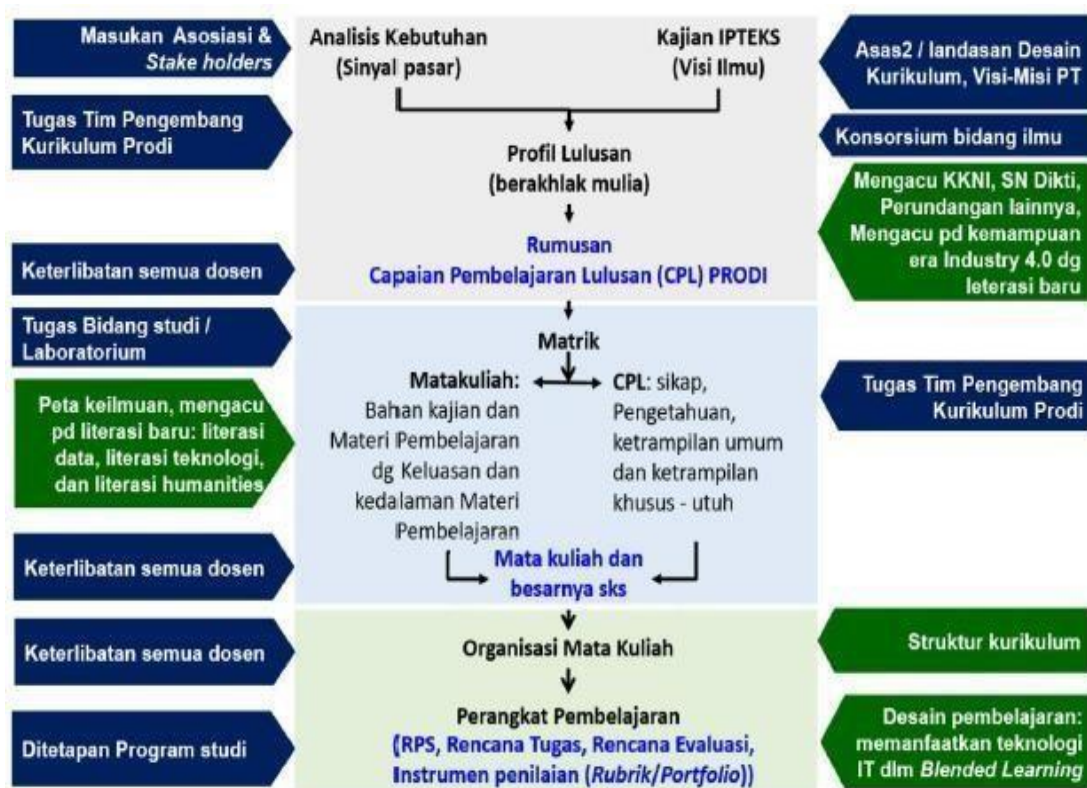 Masukan Asosiasi &
Stake holders
Tugas Tim Pengembang
Kurikulum Prodi
Keterlibatan semua dosen
Tugas Bidang studi /
Laboratorium
Peta keilmuan, mengacu
pd literasi baru: literasi
data, literasi teknologi,
dan literasi humanities
Keterlibatan semua dosen
Keterlibatan semua dosen
Ditetapan Program studi
Analisis Kebutuhan
(Sinyal pasar)
Kajian IPTEKS
(Visi Ilmu)
Profil Lulusan
(berakhlak mulia)
Rumusan
Capaian Pembelajaran Lulusan (CPL) PRODI
Matrik
Matakuliah:
Bahan kajian dan
Materi Pembelajaran
dg Keluasan dan
kedalaman Materi
Pembelajaran
CPL: sikap,
Pengetahuan,
ketrampilan umum
dan ketrampilan
khusus - utuh
Mata kuliah dan
besarnya sks
Organisasi Mata Kuliah
Perangkat Pembelajaran
(RPS, Rencana Tugas, Rencana Evaluasi,
Instrumen penilaian (Rubrik/Portfolio))
Asas2 / landasan Desain
Kurikulum, Visi-Misi PT
Konsorsium bidang ilmu
Mengacu KKNI, SN Dikti,
Perundangan lainnya,
Mengacu pd kemampuan
era Industry 4.0 dg
leterasi baru
Tugas Tim Pengembang
Kurikulum Prodi
Struktur kurikulum
Desain pembelajaran:
memanfaatkan teknologi
IT dlm Blended Learning